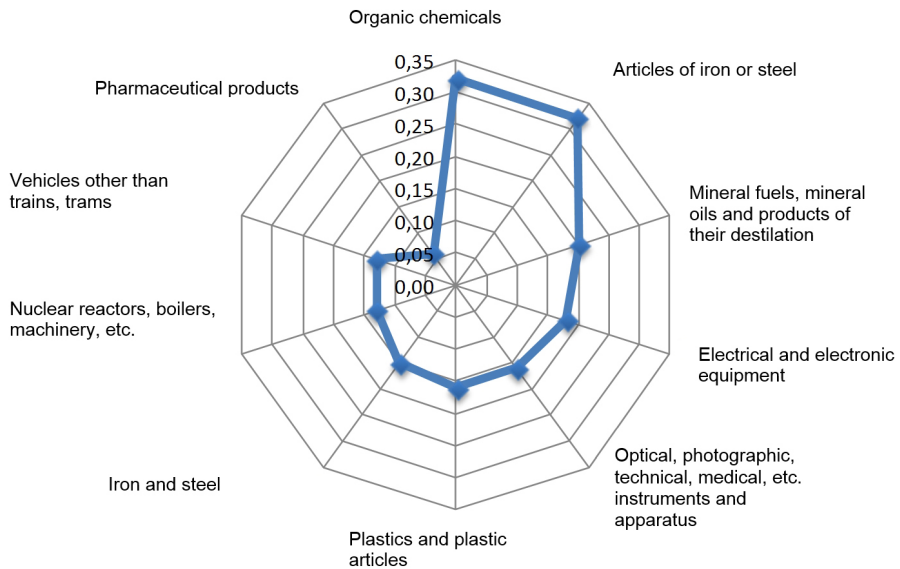 Organic chemicals
Articles of iron or steel
Mineral fuels, mineral
oils and products of
their destilation
Electrical and electronic
equipment
Optical, photographic,
technical, medical, etc.
instruments and
apparatus
Plastics and plastic
articles
Iron and steel
Nuclear reactors, boilers,
machinery, etc.
Vehicles other than
trains, trams
Pharmaceutical products
0,35
0,30
0,25
0,20
0,15
0,10
0,05
0,00